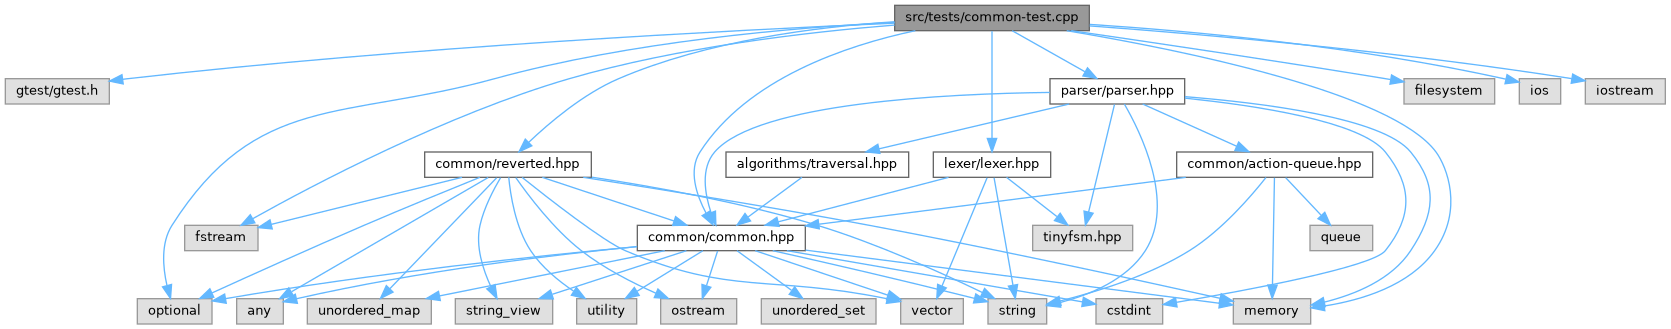 src/tests/common-test.cpp
gtest/gtest.h
parser/parser.hpp
filesystem
ios
iostream
common/reverted.hpp
algorithms/traversal.hpp
lexer/lexer.hpp
common/action-queue.hpp
fstream
common/common.hpp
tinyfsm.hpp
queue
optional
any
unordered_map
string_view
utility
ostream
unordered_set
vector
string
cstdint
memory